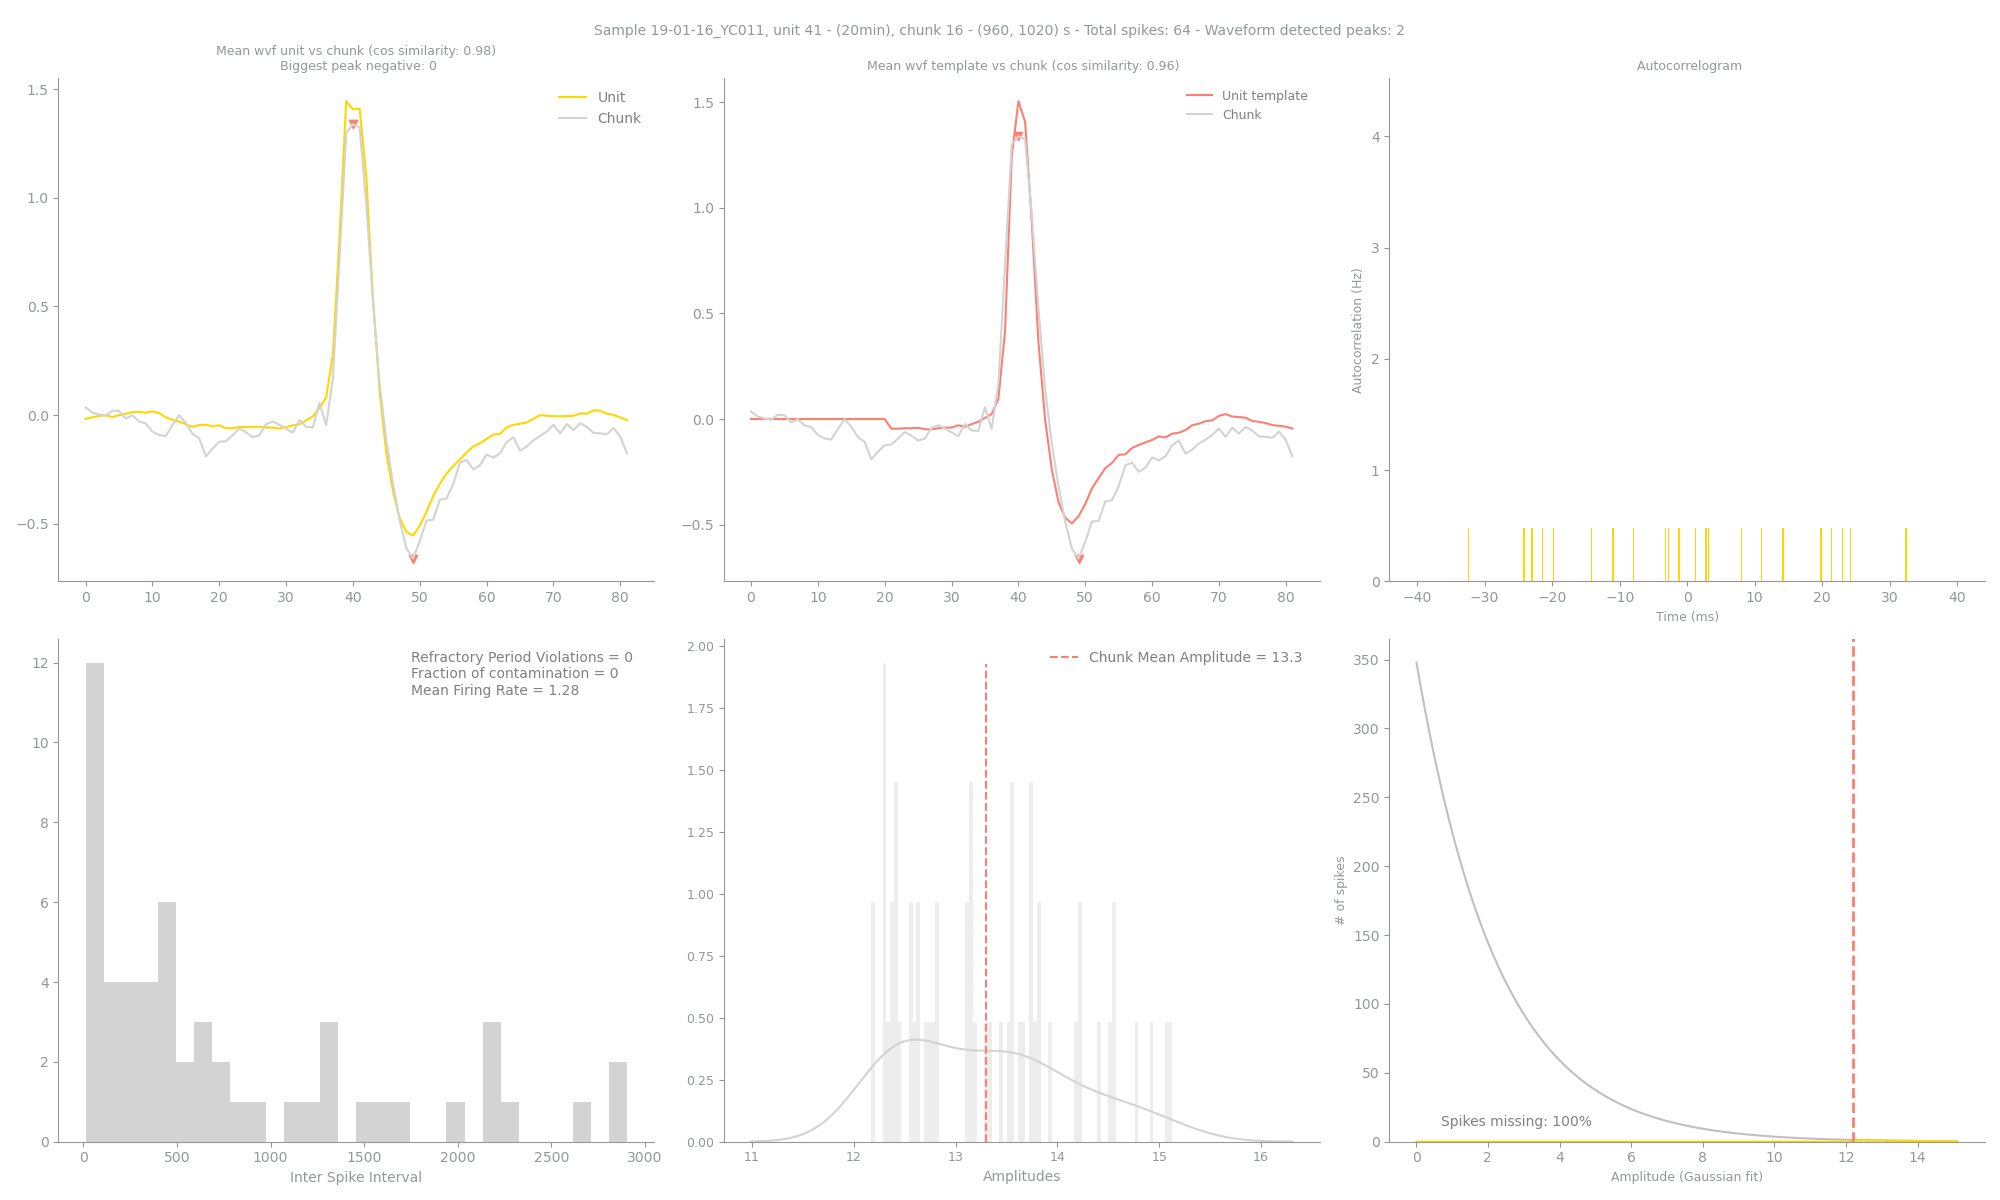 Sample 19-01-16_YC011, unit 41 - (20min), chunk 16 - (960, 1020) s - Total spikes: 64 - Waveform detected peaks: 2
Mean wvf unit vs chunk (cos similarity: 0.98)
Biggest peak negative: 0
1.5
1.0
0.5
0.0
−0.5
0 10 20 30 40 50 60 70 80
Unit
Chunk
Mean wvf template vs chunk (cos similarity: 0.96)
1.5
1.0
0.5
0.0
−0.5
0 10 20 30 40 50 60 70 80
Unit template
Chunk
Autocorrelogram
Autocorrelation (Hz)
4
3
2
1
0
−40 −30 −20 −10 0 10 20 30 40
Time (ms)
12
10
8
6
4
2
0
0 500 1000 1500 2000 2500 3000
Inter Spike Interval
Refractory Period Violations = 0
Fraction of contamination = 0
Mean Firing Rate = 1.28
2.00
1.75
1.50
1.25
1.00
0.75
0.50
0.25
0.00
11 12 13 14 15 16
Amplitudes
Chunk Mean Amplitude = 13.3
# of spikes
350
300
250
200
150
100
50
0
0 2 4 6 8 10 12 14
Amplitude (Gaussian fit)
Spikes missing: 100%